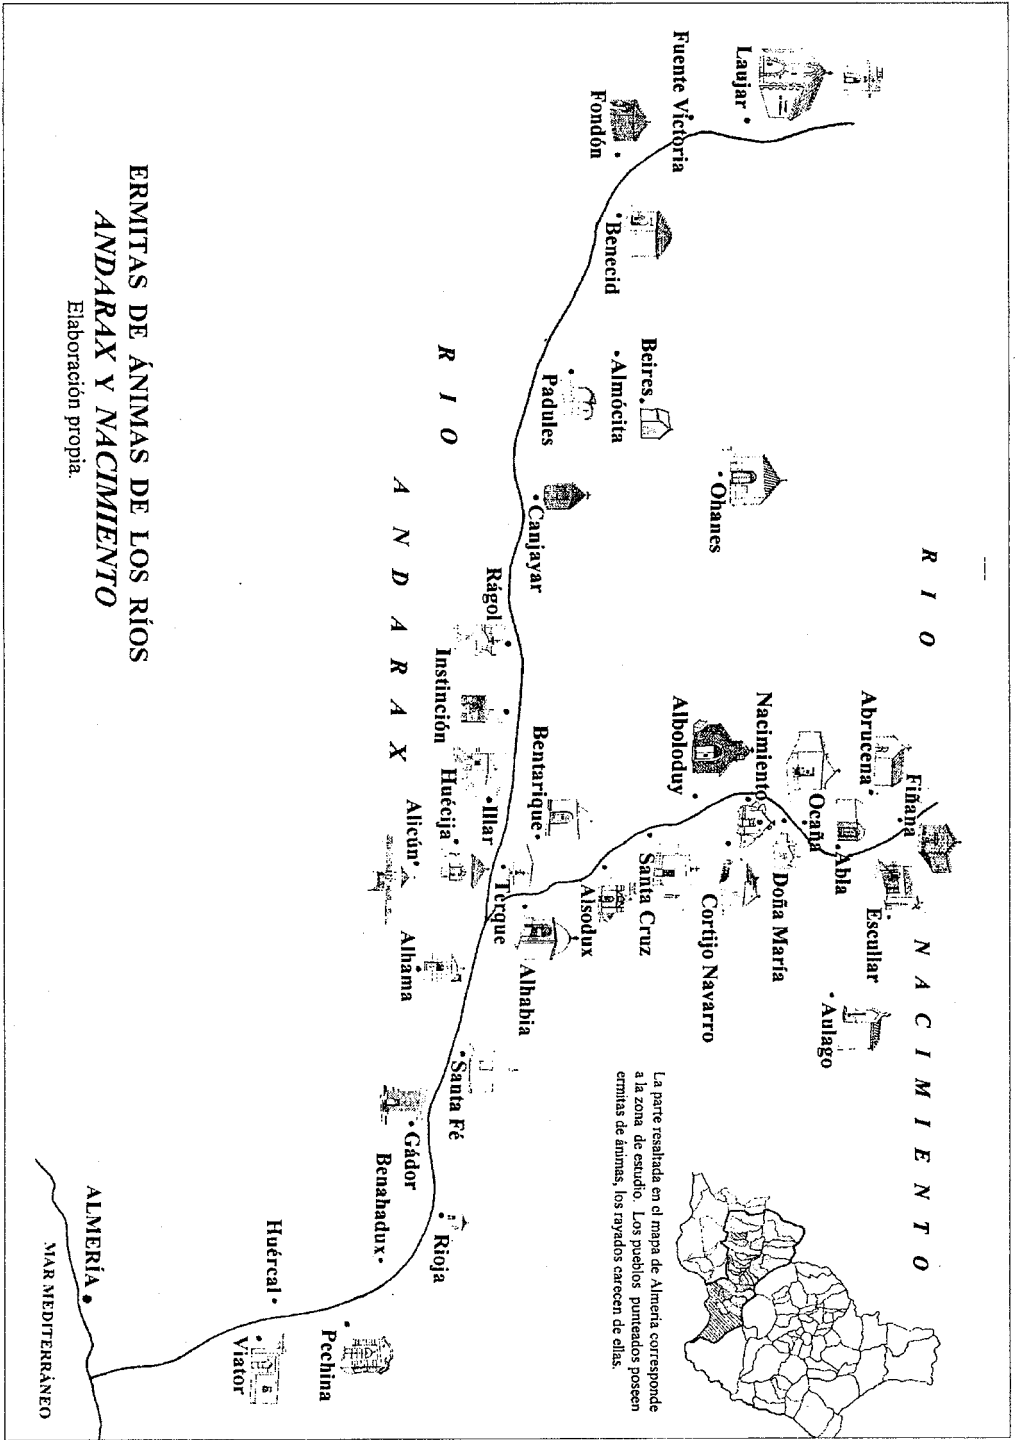 RIO NACIMIENTO
Fiñana
Abrucena
Escullar
Abla
Aulago
Ocaña
Doña María
Nacimiento
Laujar
Ohanes
Cortijo Navarro
Alboloduy
Fuente Victoria
Beires
Santa Cruz
Almócita
Benecid
Fondón
Alsodux
Padules
Bentarique
Alhabia
Canjayar
Terque
Rágol
Illar
Instinción
Huécija
Santa Fé
Alicún
Alhama
Rioja
Gádor
Benahadux
RIO ANDARAX
Pechina
Huércal
Viator
ALMERÍA
MAR MEDITERRÁNEO
La parte resaltada en el mapa de Almería corresponde
a la zona de estudio. Los pueblos punteados poseen
ermitas de ánimas, los rayados carecen de ellas.
ERMITAS DE ÁNIMAS DE LOS RÍOS
ANDARAX Y NACIMIENTO
Elaboración propia.